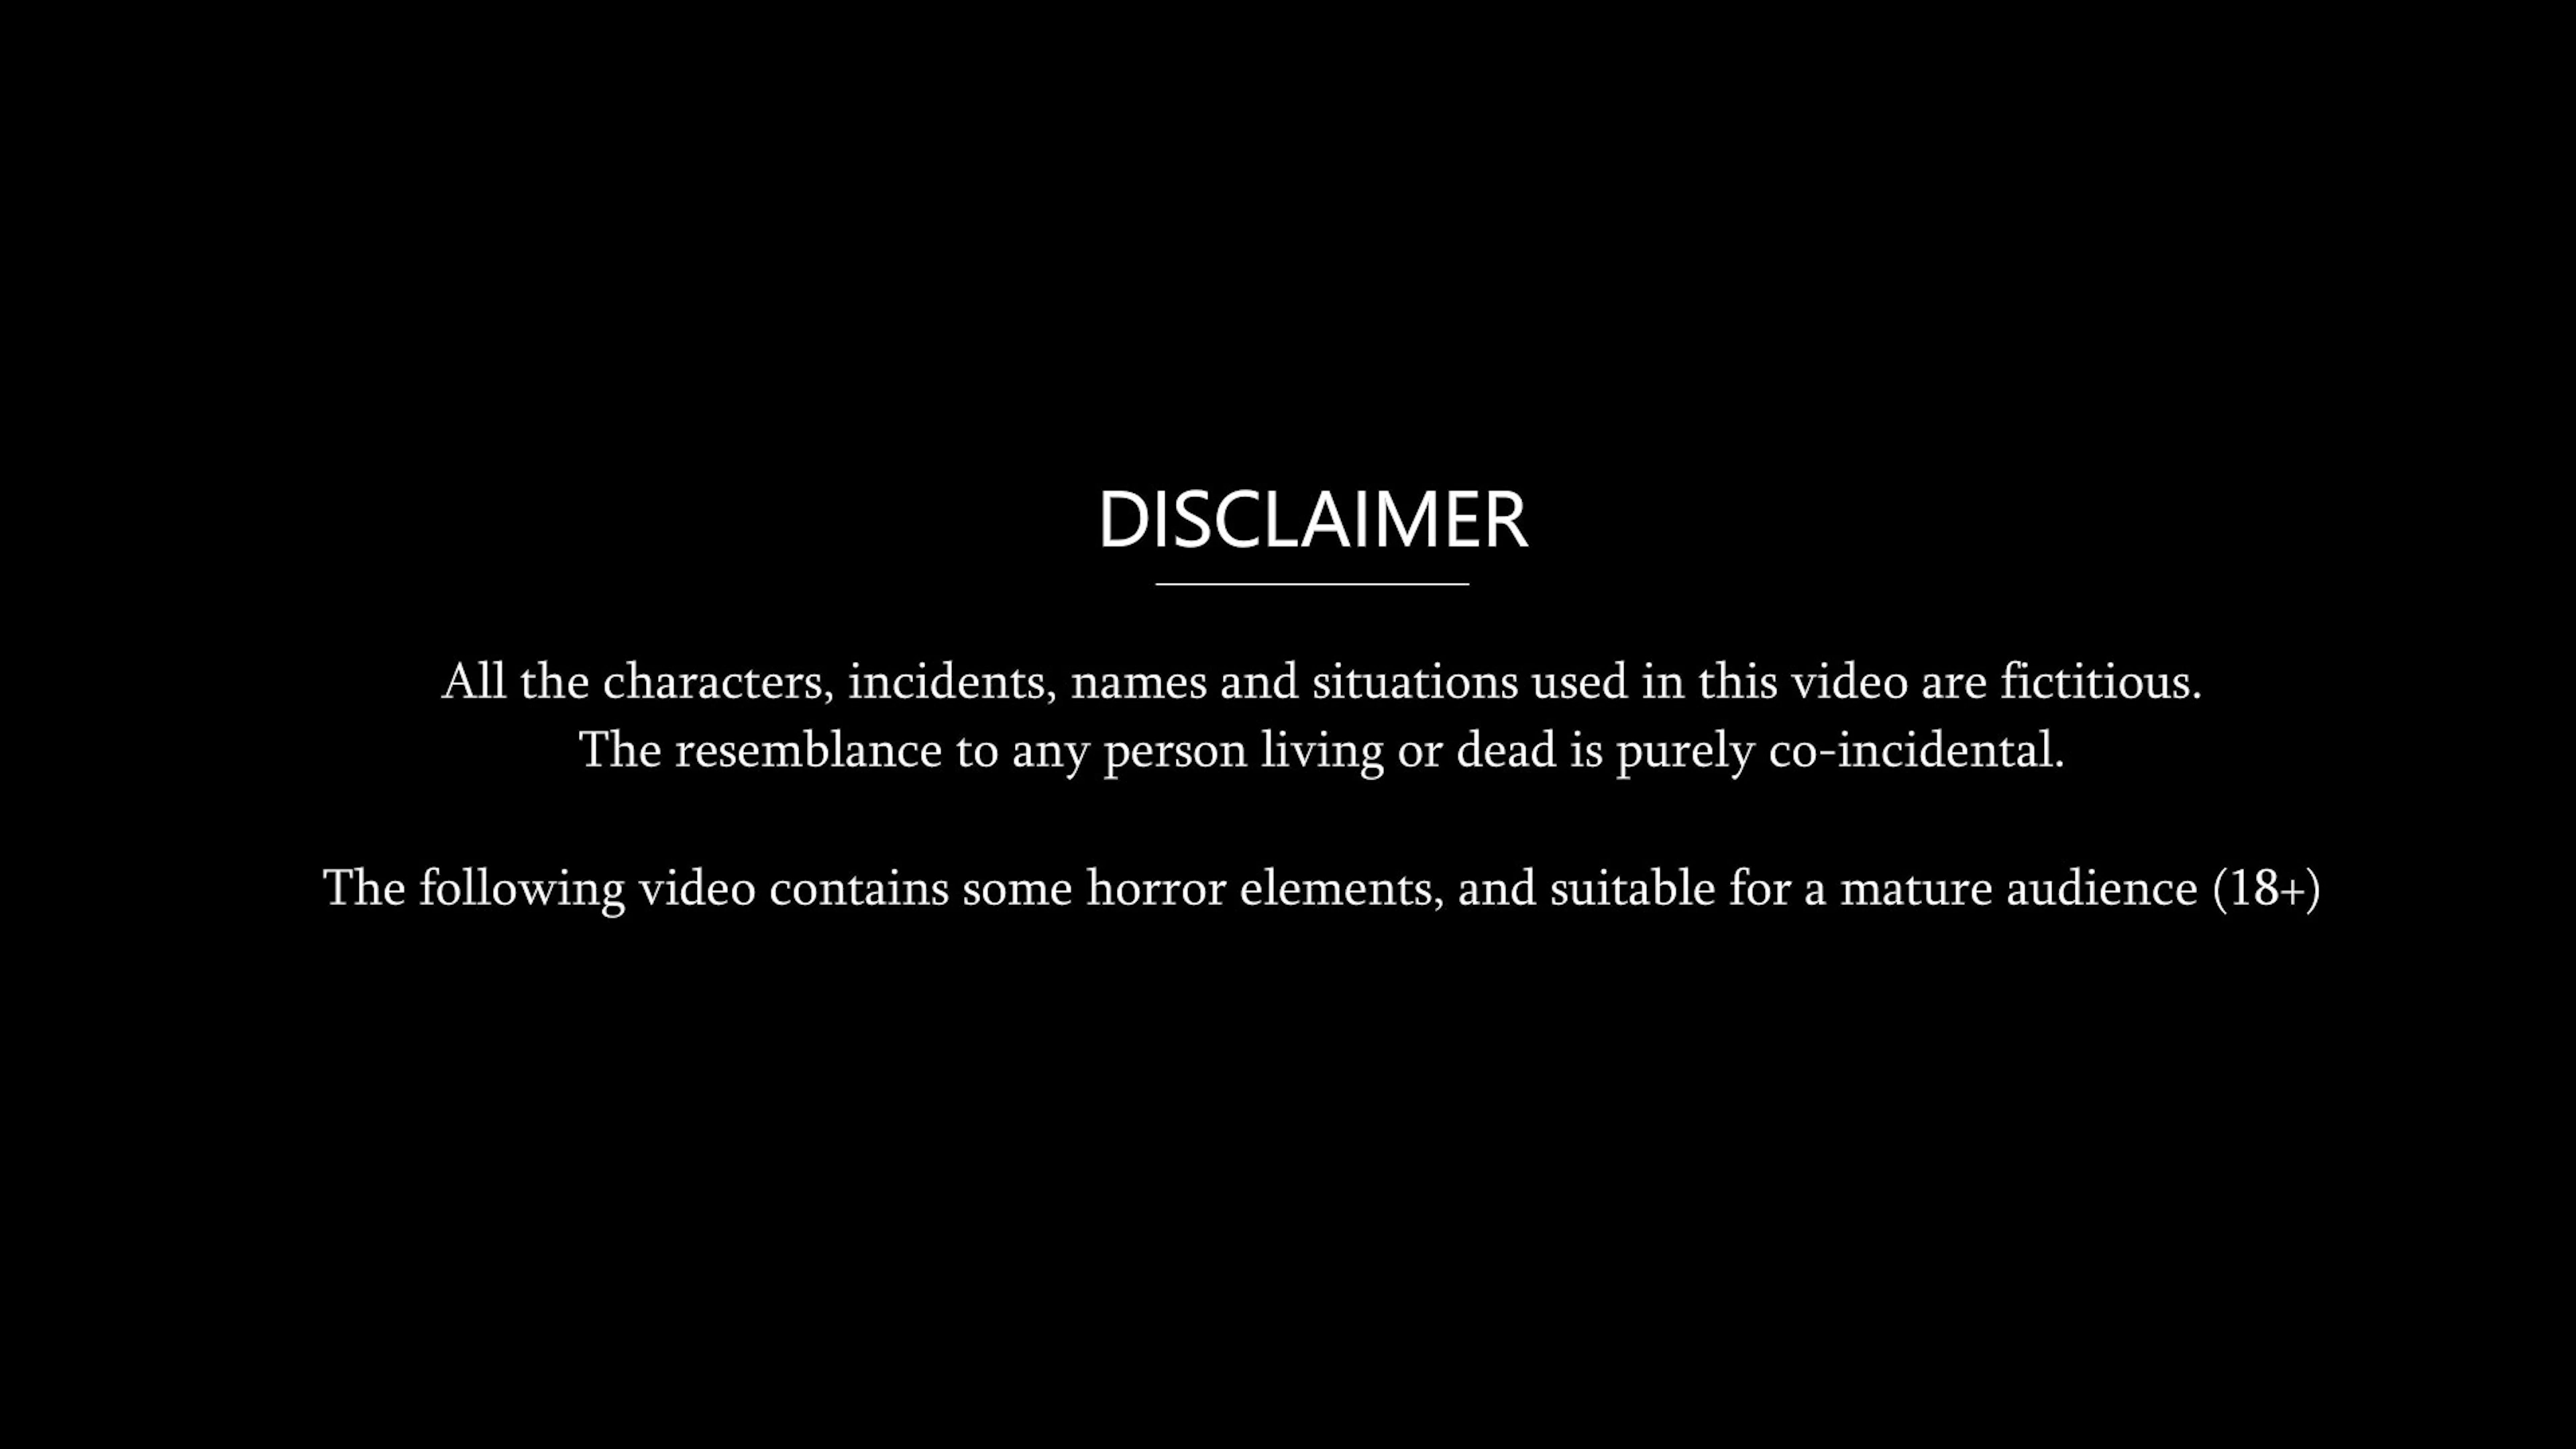 DISCLAIMER
All the characters, incidents, names and situations used in this video are fictitious.
The resemblance to any person living or dead is purely co-incidental.
The following video contains some horror elements, and suitable for a mature audience (18+)